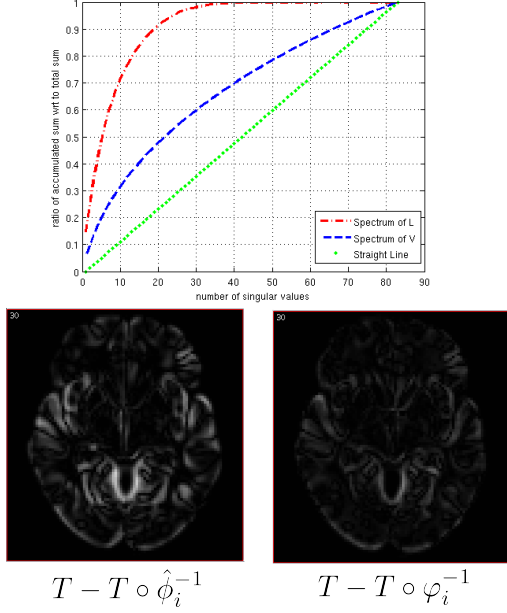 ratio of accumulated sum wrt to total sum
1
0.9
0.8
0.7
0.6
0.5
0.4
0.3
0.2
0.1
0
Spectrum of L
Spectrum of V
Straight Line
0 10 20 30 40 50 60 70 80 90
number of singular values
30
30
T − T ∘ φ̂ᵢ⁻¹
T − T ∘ φᵢ⁻¹